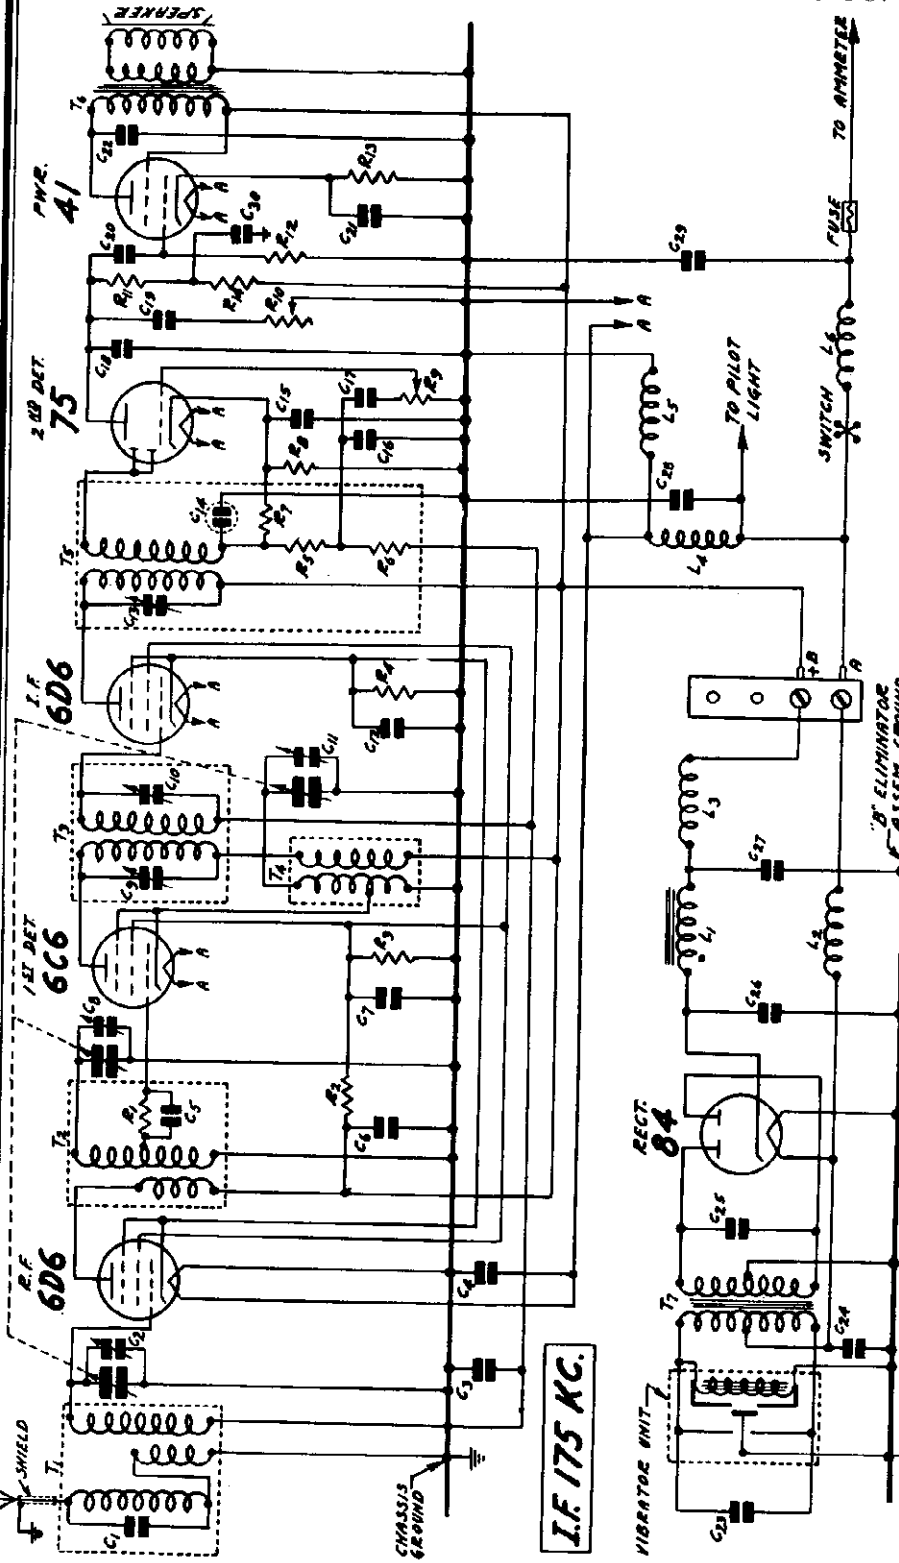 SHIELD
T1
C1
R.F.
6D6
C2
T2
R1
C5
1ST DET.
6C6
C8
T3
C9
C10
I.F.
6D6
T5
C13
C14
2ND DET.
75
C18
C19
R11
C20
PWR.
41
C22
T6
SPEAKER
A A
A A
A A
A A
C6
R2
C7
R3
T4
C11
C12
R4
R5
R6
R7
R8
C15
C16
C17
R9
R10
R14
R12
C30
C21
R13
CHASSIS
GROUND
C3
C4
I.F. 175 KC.
A A
C29
L5
C28
L4
TO PILOT
LIGHT
SWITCH
L6
FUSE
TO AMMETER
VIBRATOR UNIT
C23
T7
C24
C25
RECT.
84
C26
L1
L2
C27
L3
+B
A
"B" ELIMINATOR